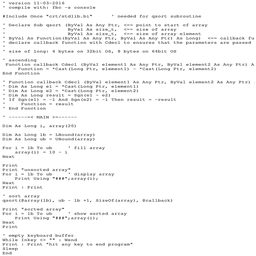 ' version 11-03-2016
' compile with: fbc -s console

#Include Once "crt/stdlib.bi"     ' needed for qsort subroutine

' Declare Sub qsort (ByVal As Any Ptr, <== point to start of array
'                    ByVal As size_t,  <== size of array
'                    ByVal As size_t,  <== size of array element
' ByVal As Function(ByVal As Any Ptr, ByVal As Any Ptr) As Long) <== callback fu
' declare callback function with Cdecl to ensure that the parameters are passed

' size of long: 4 bytes on 32bit OS, 8 bytes on 64bit OS

' ascending
Function callback Cdecl (ByVal element1 As Any Ptr, ByVal element2 As Any Ptr) A
    Function = *Cast(Long Ptr, element1) - *Cast(Long Ptr, element2)
End Function

' Function callback Cdecl (ByVal element1 As Any Ptr, ByVal element2 As Any Ptr)
' Dim As Long e1 = *Cast(Long Ptr, element1)
' Dim As Long e2 = *Cast(Long Ptr, element2)
' Dim As Long result = Sgn(e1 - e2)
' If Sgn(e1) = -1 And Sgn(e2) = -1 Then result = -result
'     Function = result
' End Function

' ------=< MAIN >=------

Dim As Long i, array(20)

Dim As Long lb = LBound(array)
Dim As Long ub = UBound(array)

For i = lb To ub     ' fill array
    array(i) = 10 - i
Next

Print
Print "unsorted array"
For i = lb To ub     ' display array
    Print Using "###";array(i);
Next
Print : Print

' sort array
qsort(@array(lb), ub - lb +1, SizeOf(array), @callback)

Print "sorted array"
For i = lb To ub     ' show sorted array
    Print Using "###";array(i);
Next
Print

' empty keyboard buffer
While Inkey <> "" : Wend
Print : Print "hit any key to end program"
Sleep
End